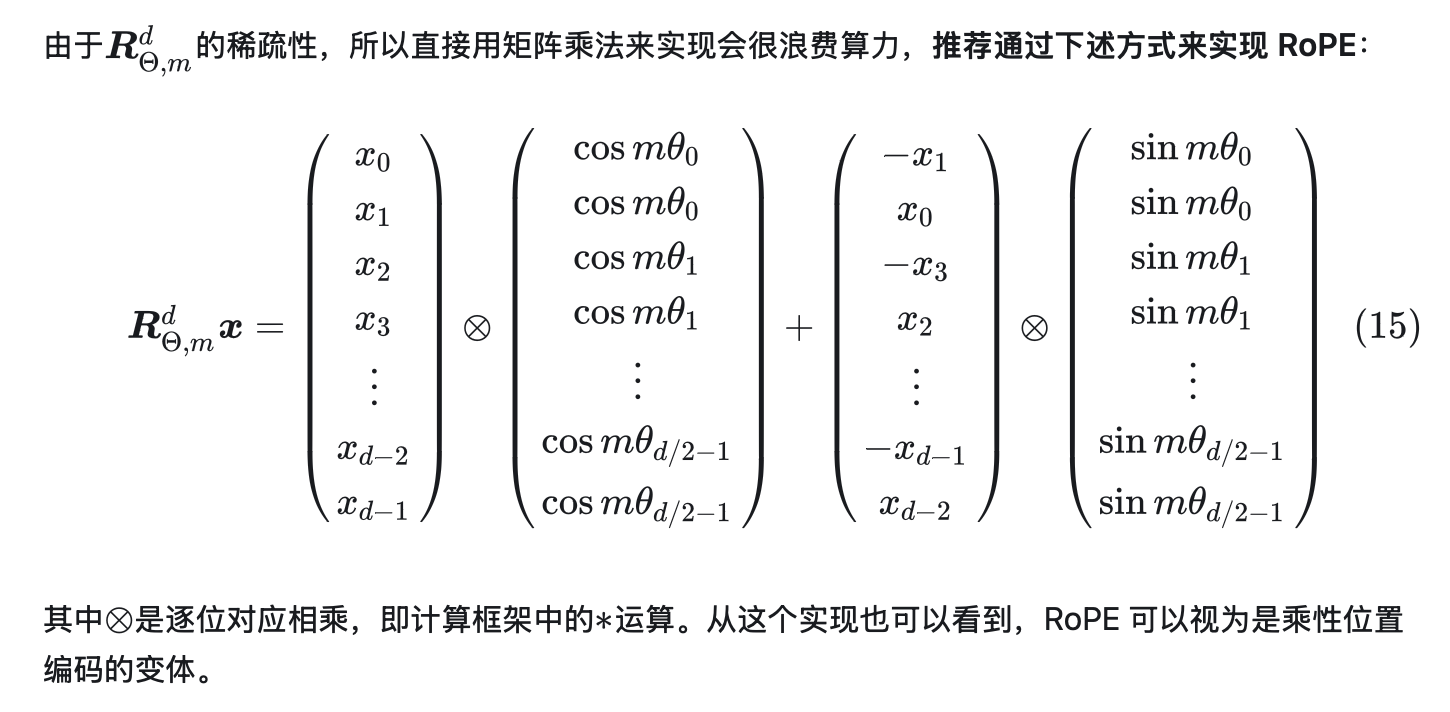 由于$\boldsymbol{R}_{\Theta,m}^{d}$的稀疏性，所以直接用矩阵乘法来实现会很浪费算力，推荐通过下述方式来实现 RoPE：
$$\boldsymbol{R}_{\Theta,m}^{d}\boldsymbol{x} = \begin{pmatrix} x_0 \\ x_1 \\ x_2 \\ x_3 \\ \vdots \\ x_{d-2} \\ x_{d-1} \end{pmatrix} \otimes \begin{pmatrix} \cos m\theta_0 \\ \cos m\theta_0 \\ \cos m\theta_1 \\ \cos m\theta_1 \\ \vdots \\ \cos m\theta_{d/2-1} \\ \cos m\theta_{d/2-1} \end{pmatrix} + \begin{pmatrix} -x_1 \\ x_0 \\ -x_3 \\ x_2 \\ \vdots \\ -x_{d-1} \\ x_{d-2} \end{pmatrix} \otimes \begin{pmatrix} \sin m\theta_0 \\ \sin m\theta_0 \\ \sin m\theta_1 \\ \sin m\theta_1 \\ \vdots \\ \sin m\theta_{d/2-1} \\ \sin m\theta_{d/2-1} \end{pmatrix} \quad (15)$$
其中⊗是逐位对应相乘，即计算框架中的*运算。从这个实现也可以看到，RoPE 可以视为是乘性位置
编码的变体。